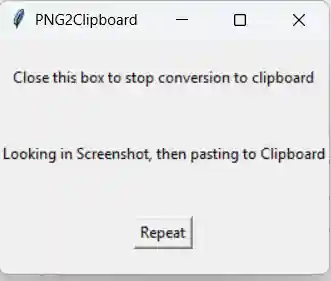 PNG2Clipboard
Close this box to stop conversion to clipboard
Looking in Screenshot, then pasting to Clipboard
Repeat